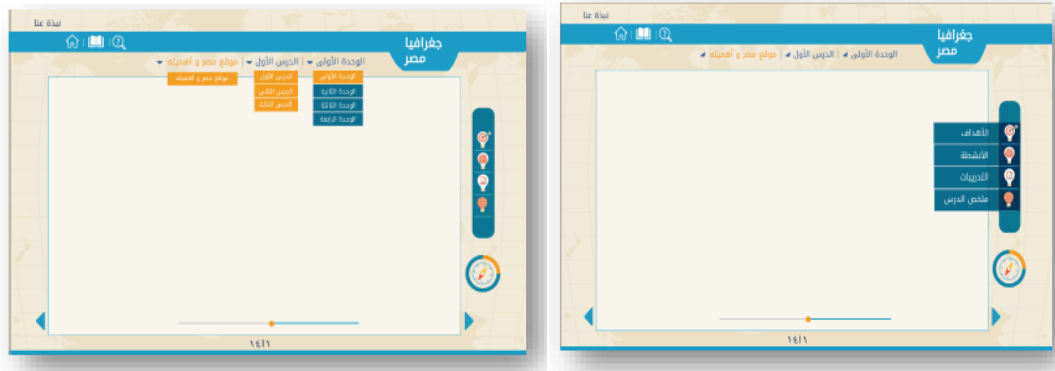 نبذة عنا
جغرافيا
مصر
الوحدة الأولى | الدرس الأول | موقع مصر و أهميته
الأهداف
الأنشطة
التدريبات
ملخص الدرس
١٤/١
نبذة عنا
جغرافيا
مصر
الوحدة الأولى | الدرس الأول | موقع مصر و أهميته
الوحدة الأولى
الدرس الأول
موقع مصر و أهميته
الوحدة الثانية
الدرس الثاني
الوحدة الثالثة
الدرس الثالث
الوحدة الرابعة
١٤/١